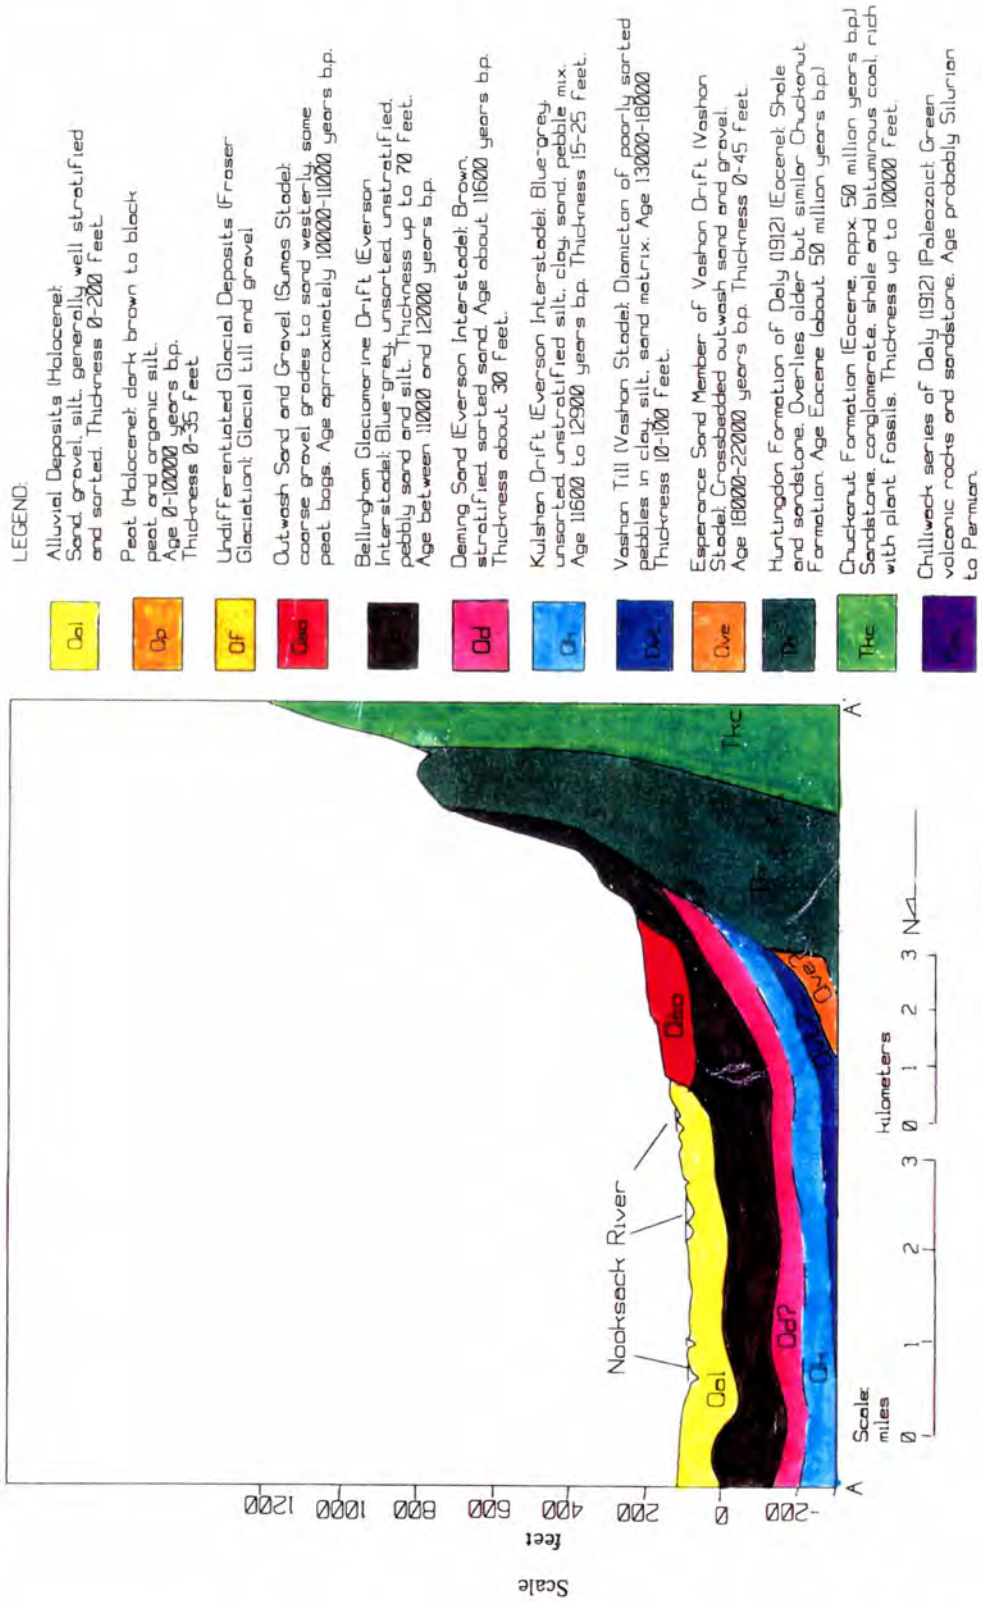 LEGEND:
Qal
Alluvial Deposits (Holocene):
Sand, gravel, silt, generally well stratified
and sorted. Thickness 0-200 feet
Qp
Peat (Holocene): dark brown to black
peat and organic silt.
Age 0-10000 years b.p.
Thickness 0-35 feet
Qf
Undifferentiated Glacial Deposits (Fraser
Glaciation): Glacial till and gravel
Qso
Outwash Sand and Gravel (Sumas Stade):
coarse gravel grades to sand westerly, some
peat bogs. Age approximately 10000-11000 years b.p.
Bellingham Glaciomarine Drift (Everson
Interstade): Blue-grey, unsorted, unstratified,
pebbly sand and silt. Thickness up to 70 feet.
Age between 11000 and 12000 years b.p.
Qd
Deming Sand (Everson Interstade): Brown,
stratified, sorted sand. Age about 11600 years b.p.
Thickness about 30 feet.
Qk
Kulshan Drift (Everson Interstade): Blue-grey,
unsorted, unstratified silt, clay, sand, pebble mix.
Age 11600 to 12900 years b.p. Thickness 15-25 feet.
Vashon Till (Vashon Stade): Diamicton of poorly sorted
pebbles in clay, silt, sand matrix. Age 13000-18000
Thickness 10-100 feet.
Qve
Esperance Sand Member of Vashon Drift (Vashon
Stade): Crossbedded outwash sand and gravel.
Age 18000-22000 years b.p. Thickness 0-45 feet.
Huntingdon Formation of Daly (1912) (Eocene): Shale
and sandstone. Overlies older but similar Chuckanut
Formation. Age Eocene (about 50 million years b.p.)
Tkc
Chuckanut Formation (Eocene, appx. 50 million years b.p.)
Sandstone, conglomerate, shale and bituminous coal, rich
with plant fossils. Thickness up to 10000 feet.
Chilliwack series of Daly (1912) (Paleozoic): Green
volcanic rocks and sandstone. Age probably Silurian
to Permian.
Scale
feet
1200
1000
800
600
400
200
0
-200
Nooksack River
Qal
Qso
Qd?
Qk
Qve?
Tkc
A
A'
N
Scale:
miles
0 1 2 3
kilometers
0 1 2 3